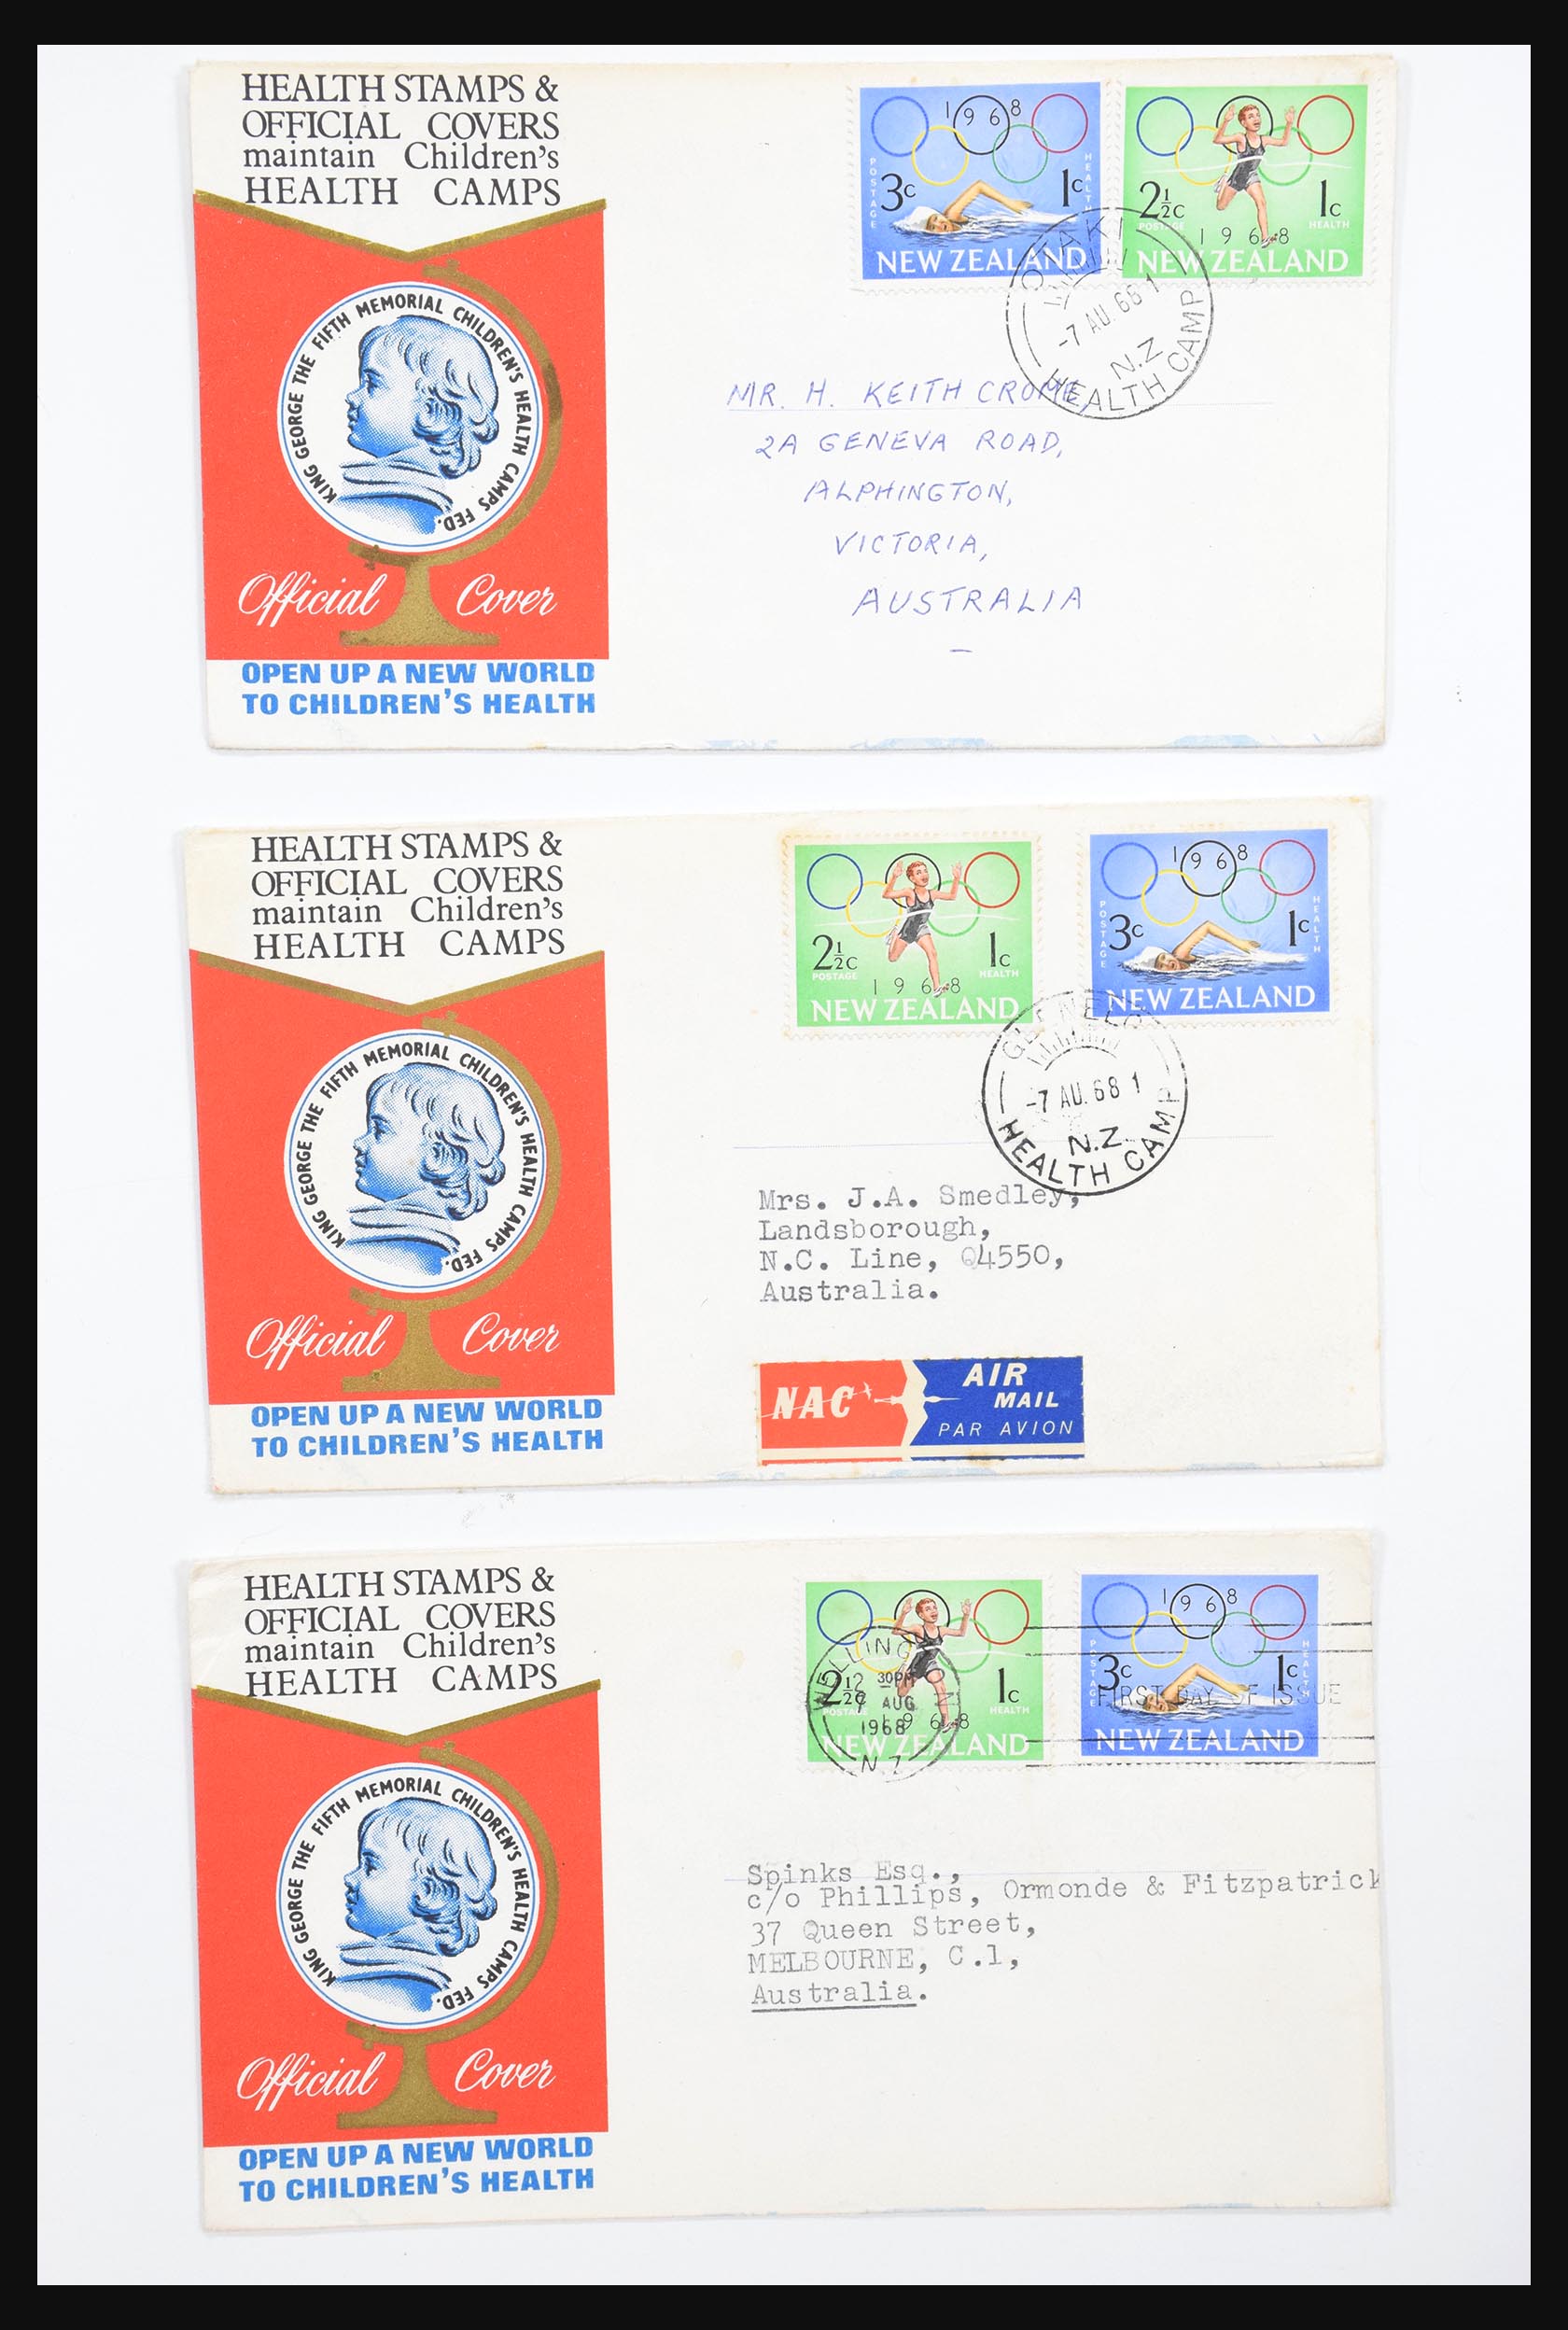 HEALTH STAMPS &
OFFICIAL COVERS
maintain Children's
HEALTH CAMPS
KING GEORGE THE FIFTH MEMORIAL CHILDREN'S HEALTH CAMPS FED.
Official Cover
OPEN UP A NEW WORLD
TO CHILDREN'S HEALTH
1968
POSTAGE
HEALTH
3c 1c
NEW ZEALAND
2½c 1c
POSTAGE HEALTH
1968
NEW ZEALAND
OTAKI
-7 AU.68 1
N.Z
HEALTH CAMP
MR. H. KEITH CROME,
2A GENEVA ROAD,
ALPHINGTON,
VICTORIA,
AUSTRALIA
HEALTH STAMPS &
OFFICIAL COVERS
maintain Children's
HEALTH CAMPS
KING GEORGE THE FIFTH MEMORIAL CHILDREN'S HEALTH CAMPS FED.
Official Cover
OPEN UP A NEW WORLD
TO CHILDREN'S HEALTH
2½c 1c
POSTAGE HEALTH
1968
NEW ZEALAND
1968
POSTAGE
HEALTH
3c 1c
NEW ZEALAND
GLENELG
-7 AU.68 1
N.Z.
HEALTH CAMP
Mrs. J.A. Smedley,
Landsborough,
N.C. Line, Q4550,
Australia.
NAC
AIR
MAIL
PAR AVION
HEALTH STAMPS &
OFFICIAL COVERS
maintain Children's
HEALTH CAMPS
KING GEORGE THE FIFTH MEMORIAL CHILDREN'S HEALTH CAMPS FED.
Official Cover
OPEN UP A NEW WORLD
TO CHILDREN'S HEALTH
2½c 1c
POSTAGE HEALTH
1968
NEW ZEALAND
1968
POSTAGE
HEALTH
3c 1c
NEW ZEALAND
WELLINGTON
30PM
AUG
1968
N Z
FIRST DAY OF ISSUE
Spinks Esq.,
c/o Phillips, Ormonde & Fitzpatrick
37 Queen Street,
MELBOURNE, C.1,
Australia.